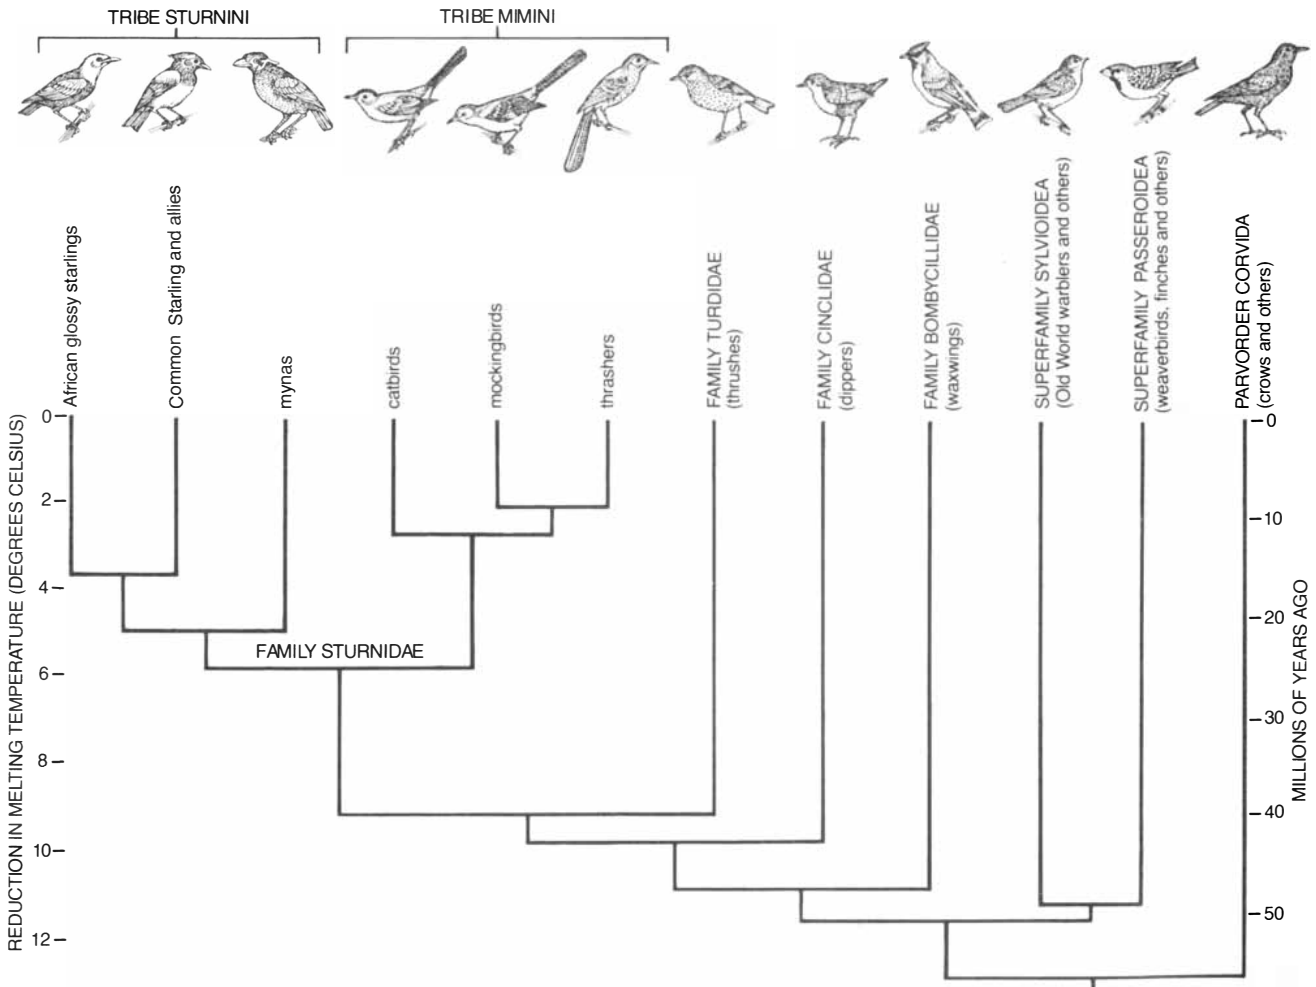 TRIBE STURNINI
TRIBE MIMINI
African glossy starlings
Common Starling and allies
mynas
catbirds
mockingbirds
thrashers
FAMILY TURDIDAE
(thrushes)
FAMILY CINCLIDAE
(dippers)
FAMILY BOMBYCILLIDAE
(waxwings)
SUPERFAMILY SYLVIOIDEA
(Old World warblers and others)
SUPERFAMILY PASSEROIDEA
(weaverbirds, finches and others)
PARVORDER CORVIDA
(crows and others)
REDUCTION IN MELTING TEMPERATURE (DEGREES CELSIUS)
0
2
4
6
8
10
12
FAMILY STURNIDAE
0
10
20
30
40
50
MILLIONS OF YEARS AGO